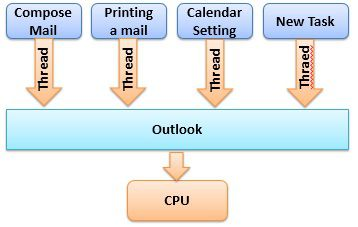 Compose
Mail
Printing
a mail
Calendar
Setting
New Task
Thread
Thread
Thread
Thraed
Outlook
CPU